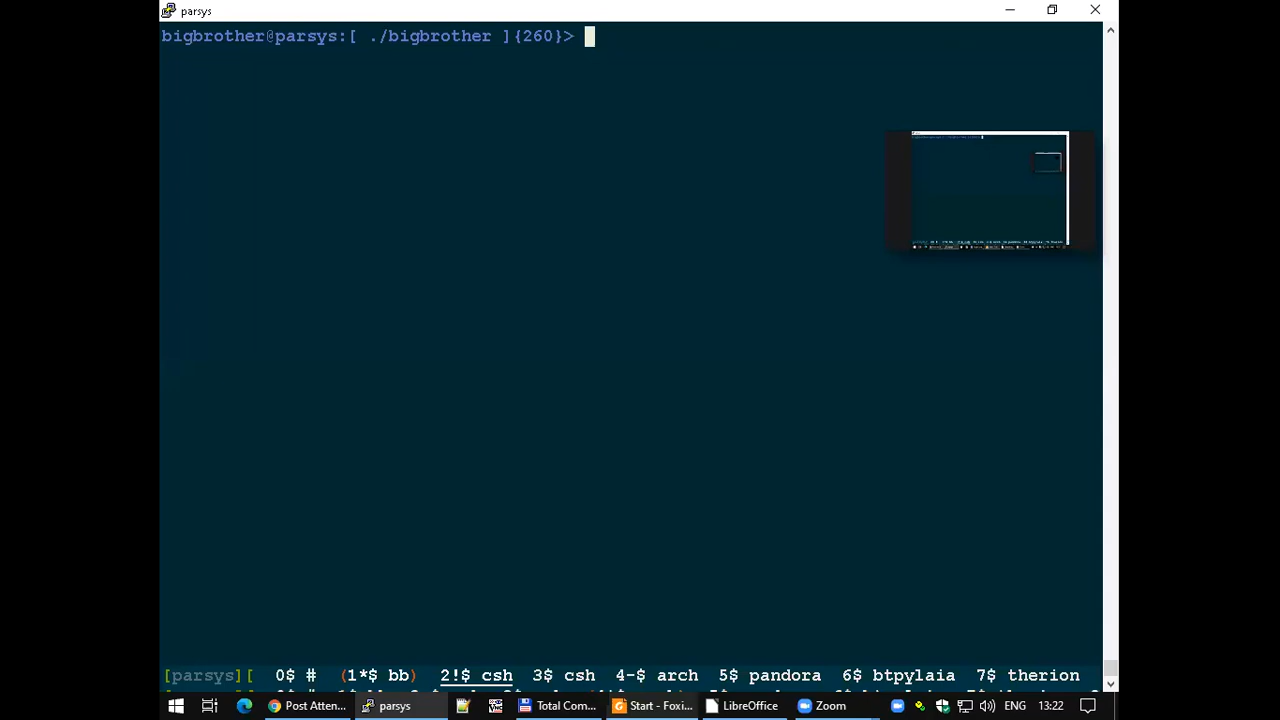 parsys
bigbrother@parsys:[ ./bigbrother ]{260}>
[parsys][ 0$ # (1*$ bb) 2!$ csh 3$ csh 4-$ arch 5$ pandora 6$ btpylaia 7$ therion
Post Atten... parsys Total Com... Start - Foxi... LibreOffice Zoom ENG 13:22